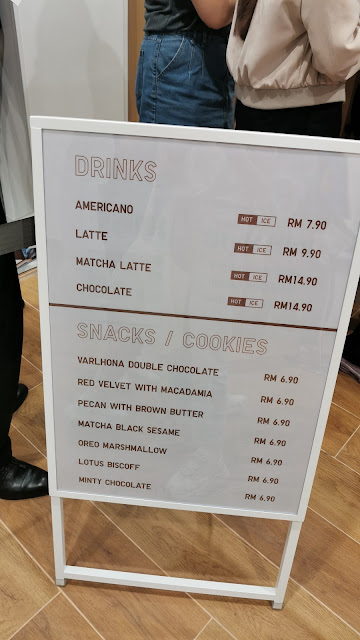 DRINKS
AMERICANO HOT ICE RM 7.90
LATTE HOT ICE RM 9.90
MATCHA LATTE HOT ICE RM14.90
CHOCOLATE HOT ICE RM14.90
SNACKS / COOKIES
VARLHONA DOUBLE CHOCOLATE RM 6.90
RED VELVET WITH MACADAMIA RM 6.90
PECAN WITH BROWN BUTTER RM 6.90
MATCHA BLACK SESAME RM 6.90
OREO MARSHMALLOW RM 6.90
LOTUS BISCOFF RM 6.90
MINTY CHOCOLATE RM 6.90